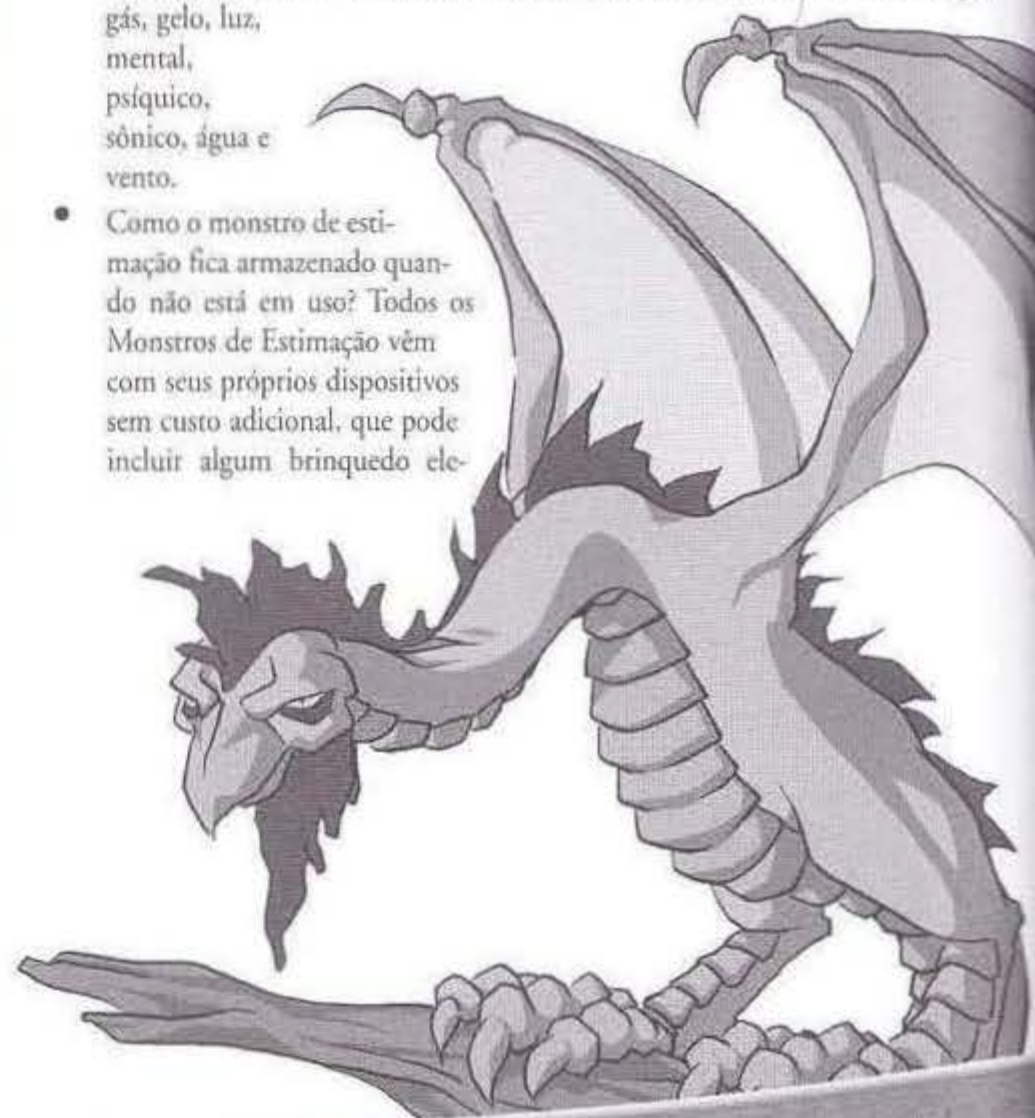 gás, gelo, luz,
mental,
psíquico,
sônico, água e
vento.
• Como o monstro de esti-
mação fica armazenado quan-
do não está em uso? Todos os
Monstros de Estimação vêm
com seus próprios dispositivos
sem custo adicional, que pode
incluir algum brinquedo ele-